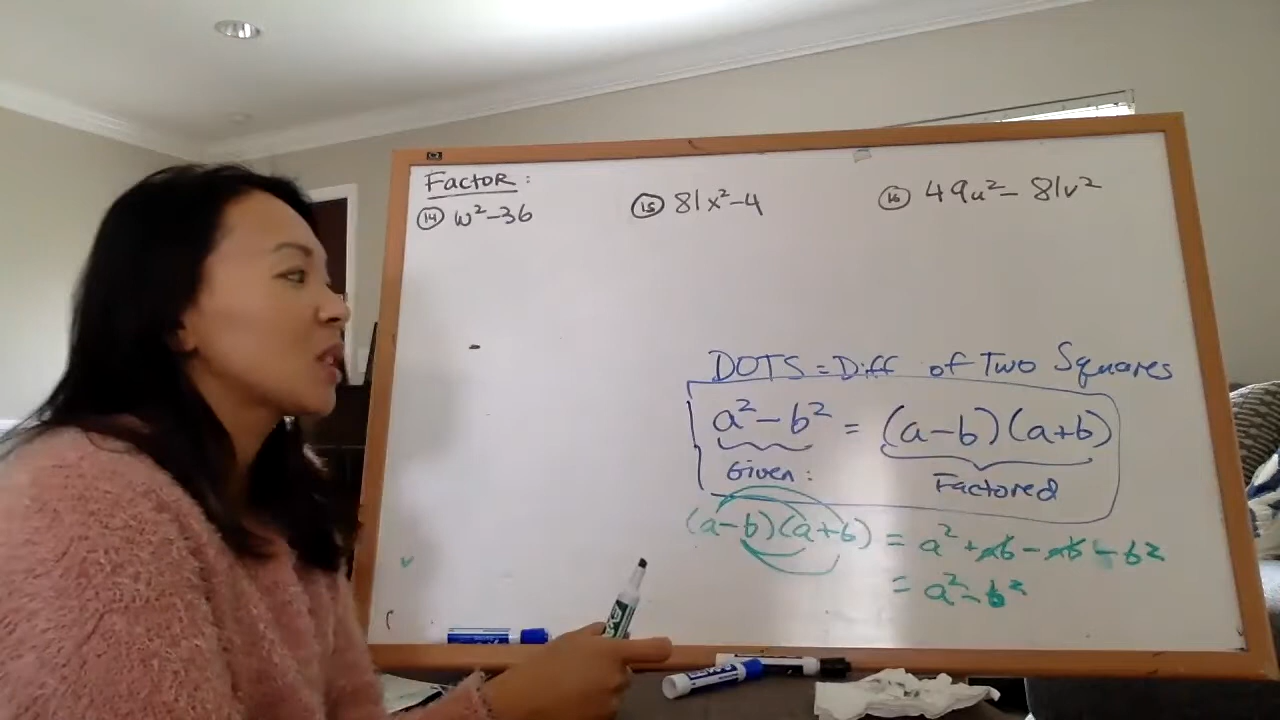 Factor:
14 w²-36
15 81x²-4
16 49u²- 81v²
DOTS = Diff of Two Squares
a²-b² = (a-b)(a+b)
Given: Factored
(a-b)(a+b) = a²+ab-ab-b²
= a²-b²